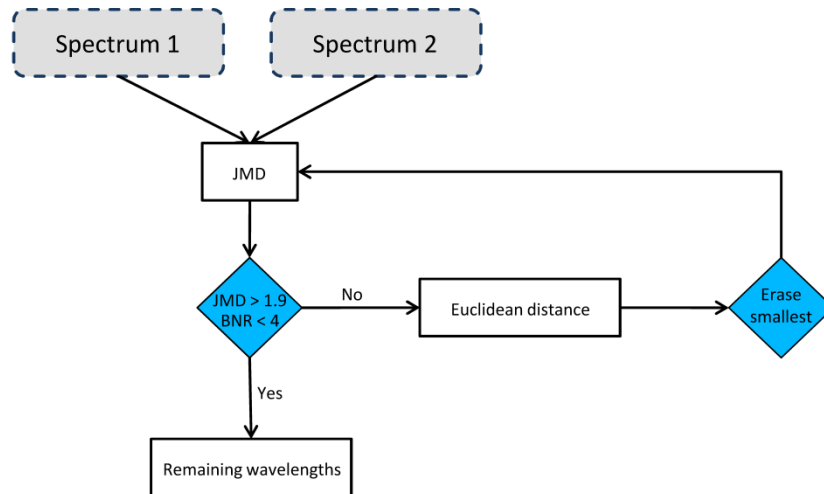 Spectrum 1
Spectrum 2
JMD
JMD > 1.9
BNR < 4
No
Euclidean distance
Erase
smallest
Yes
Remaining wavelengths